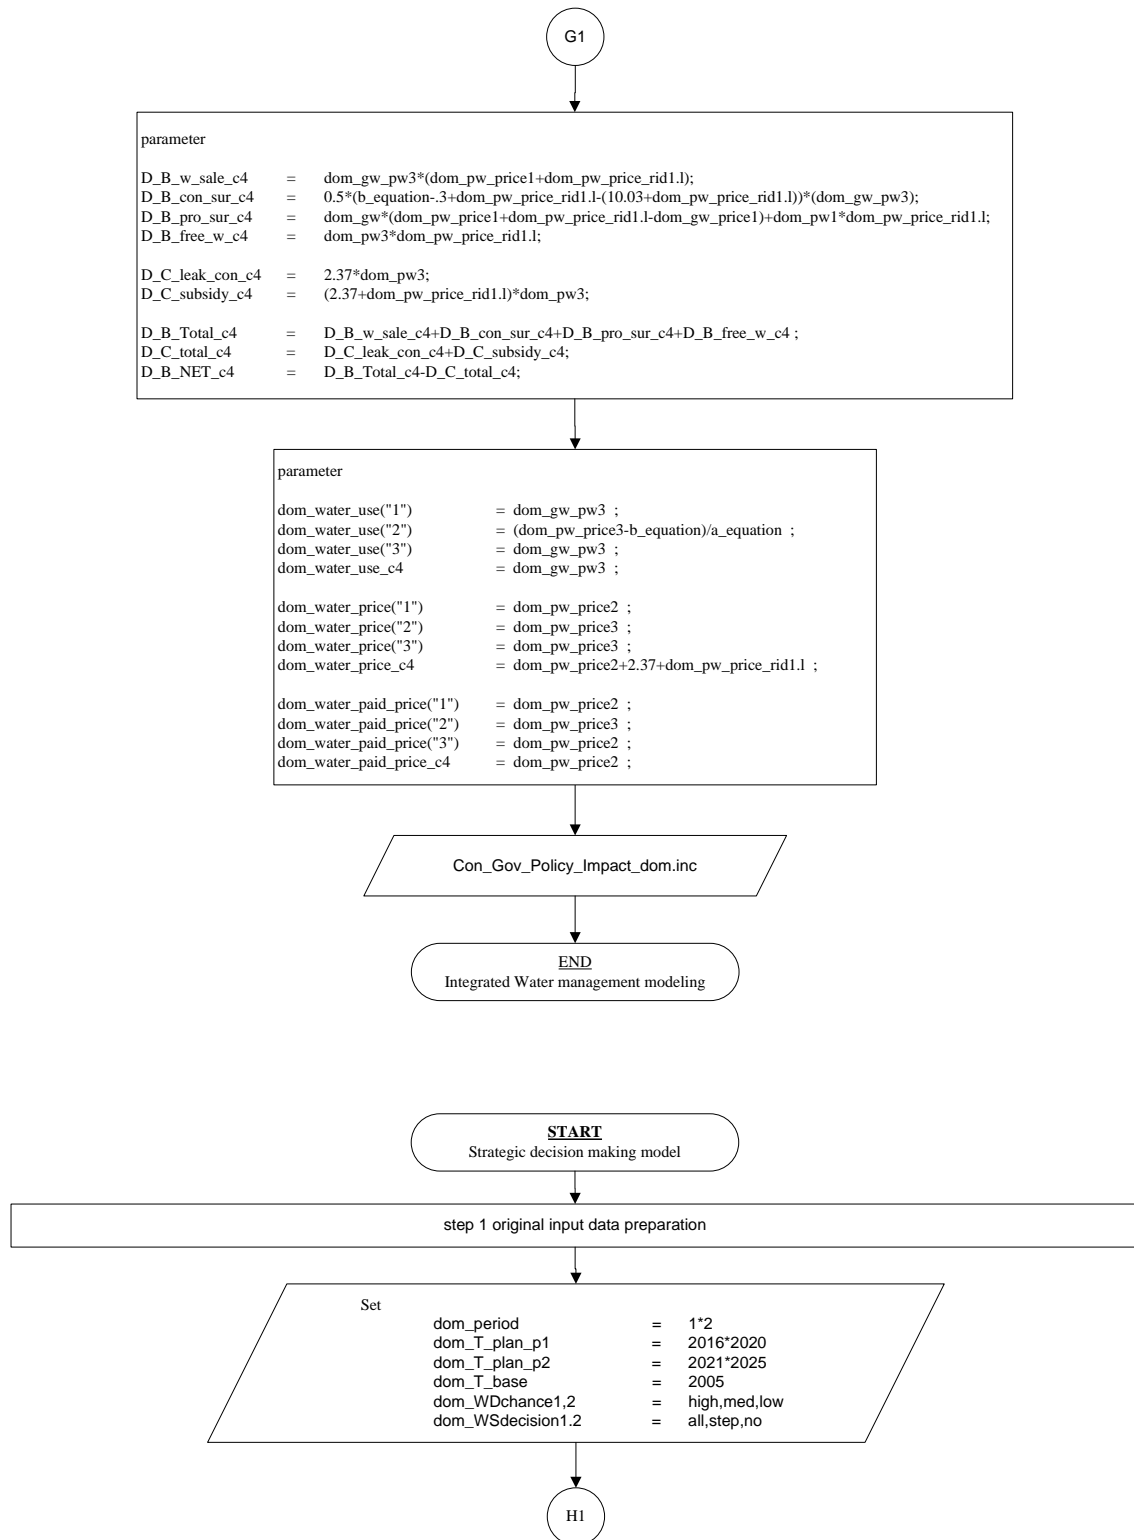 G1
parameter
D_B_w_sale_c4 = dom_gw_pw3*(dom_pw_price1+dom_pw_price_rid1.l);
D_B_con_sur_c4 = 0.5*(b_equation-.3+dom_pw_price_rid1.l-(10.03+dom_pw_price_rid1.l))*(dom_gw_pw3);
D_B_pro_sur_c4 = dom_gw*(dom_pw_price1+dom_pw_price_rid1.l-dom_gw_price1)+dom_pw1*dom_pw_price_rid1.l;
D_B_free_w_c4 = dom_pw3*dom_pw_price_rid1.l;
D_C_leak_con_c4 = 2.37*dom_pw3;
D_C_subsidy_c4 = (2.37+dom_pw_price_rid1.l)*dom_pw3;
D_B_Total_c4 = D_B_w_sale_c4+D_B_con_sur_c4+D_B_pro_sur_c4+D_B_free_w_c4 ;
D_C_total_c4 = D_C_leak_con_c4+D_C_subsidy_c4;
D_B_NET_c4 = D_B_Total_c4-D_C_total_c4;
parameter
dom_water_use("1") = dom_gw_pw3 ;
dom_water_use("2") = (dom_pw_price3-b_equation)/a_equation ;
dom_water_use("3") = dom_gw_pw3 ;
dom_water_use_c4 = dom_gw_pw3 ;
dom_water_price("1") = dom_pw_price2 ;
dom_water_price("2") = dom_pw_price3 ;
dom_water_price("3") = dom_pw_price3 ;
dom_water_price_c4 = dom_pw_price2+2.37+dom_pw_price_rid1.l ;
dom_water_paid_price("1") = dom_pw_price2 ;
dom_water_paid_price("2") = dom_pw_price3 ;
dom_water_paid_price("3") = dom_pw_price2 ;
dom_water_paid_price_c4 = dom_pw_price2 ;
Con_Gov_Policy_Impact_dom.inc
END
Integrated Water management modeling
START
Strategic decision making model
step 1 original input data preparation
Set
dom_period = 1*2
dom_T_plan_p1 = 2016*2020
dom_T_plan_p2 = 2021*2025
dom_T_base = 2005
dom_WDchance1,2 = high,med,low
dom_WSdecision1.2 = all,step,no
H1